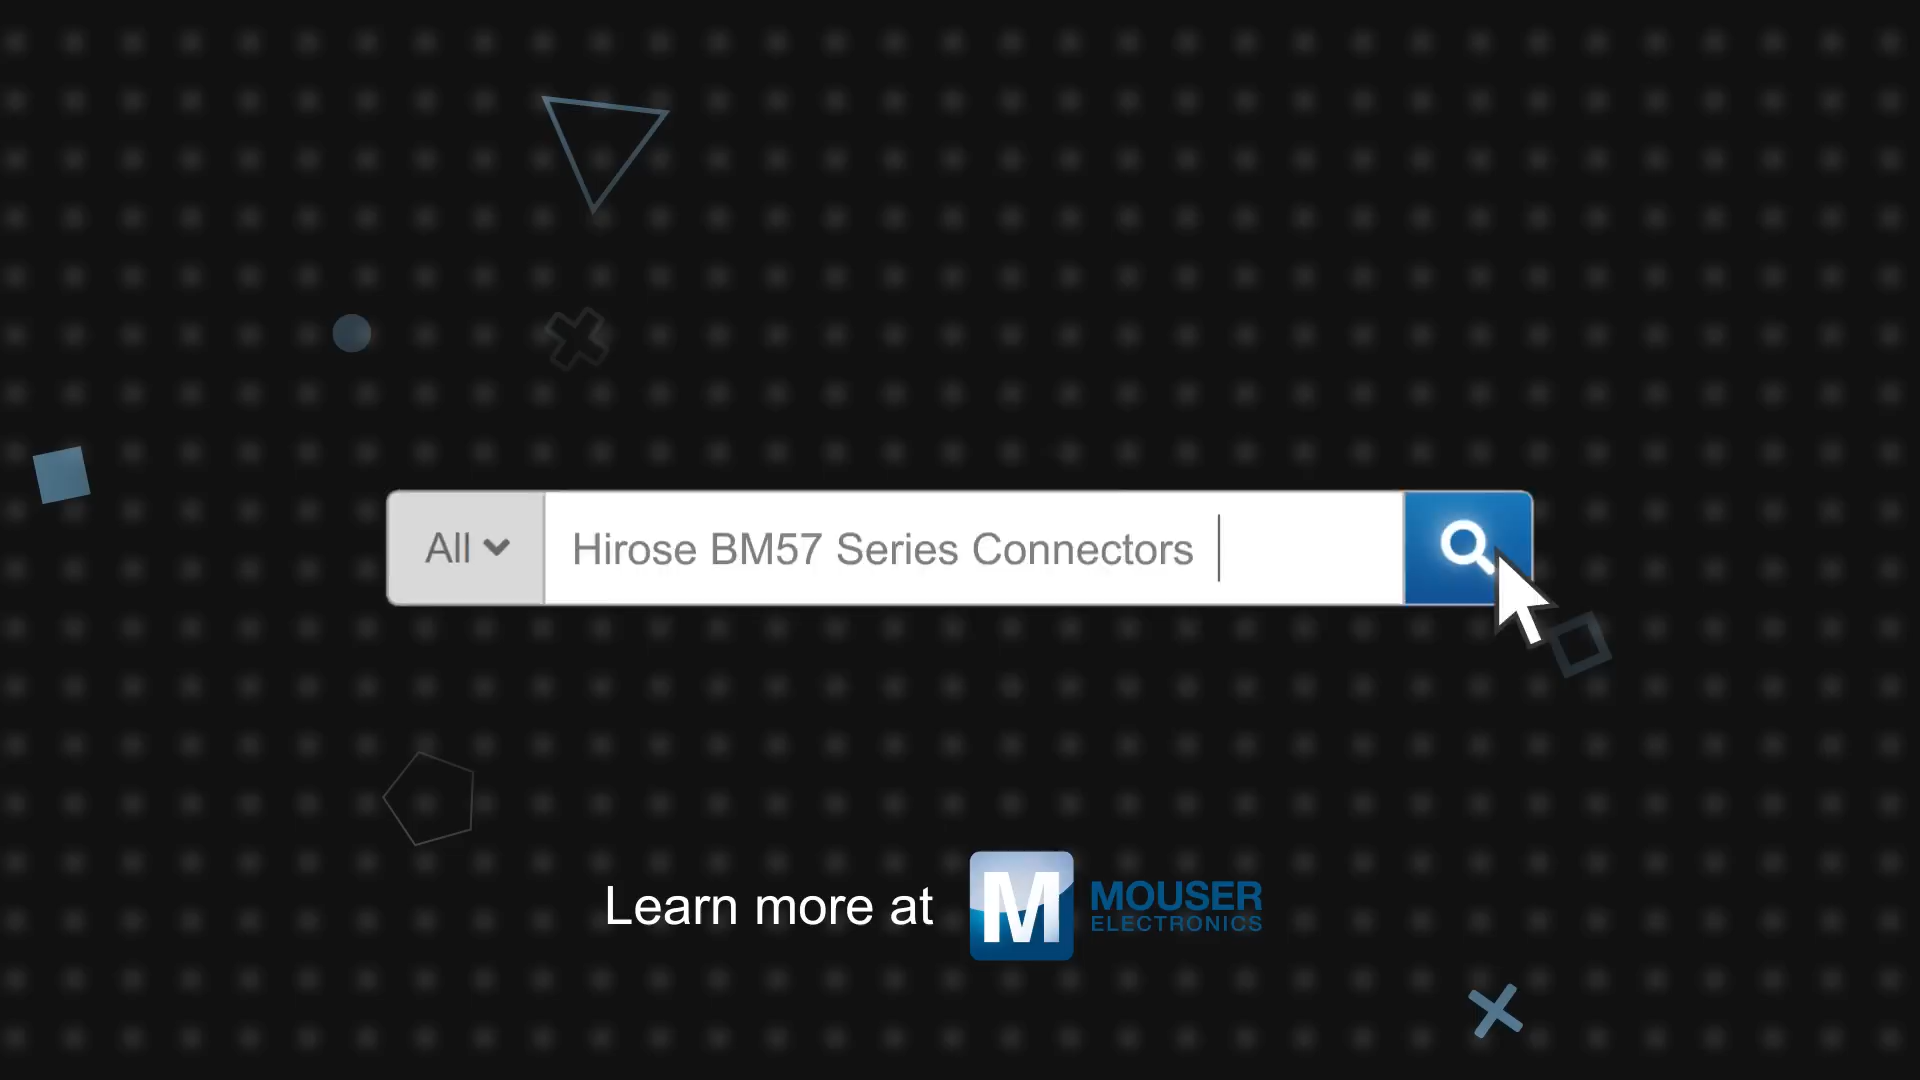 All
Hirose BM57 Series Connectors
Learn more at
M
MOUSER
ELECTRONICS